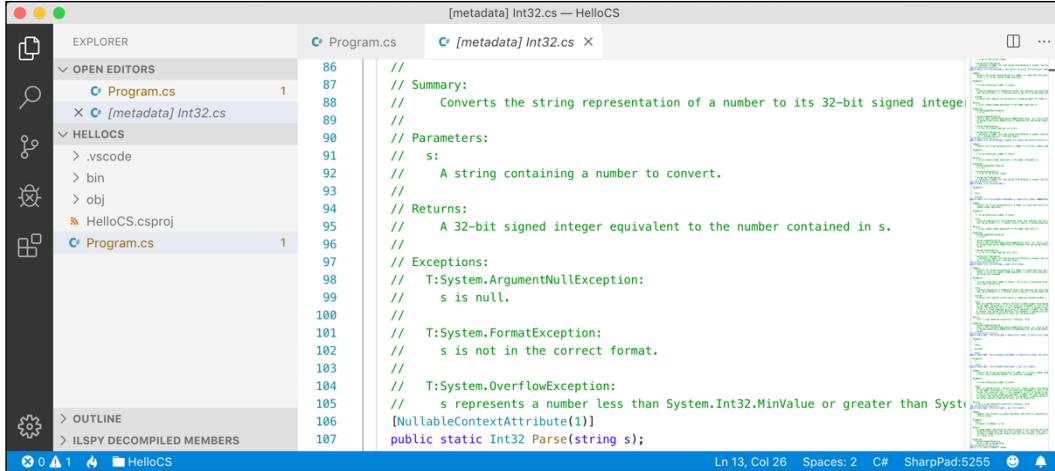 [metadata] Int32.cs — HelloCS
EXPLORER
OPEN EDITORS
C# Program.cs 1
C# [metadata] Int32.cs
HELLOCS
.vscode
bin
obj
HelloCS.csproj
C# Program.cs 1
OUTLINE
ILSPY DECOMPILED MEMBERS
C# Program.cs
C# [metadata] Int32.cs
86 //
87 // Summary:
88 // Converts the string representation of a number to its 32-bit signed intege
89 //
90 // Parameters:
91 // s:
92 // A string containing a number to convert.
93 //
94 // Returns:
95 // A 32-bit signed integer equivalent to the number contained in s.
96 //
97 // Exceptions:
98 // T:System.ArgumentNullException:
99 // s is null.
100 //
101 // T:System.FormatException:
102 // s is not in the correct format.
103 //
104 // T:System.OverflowException:
105 // s represents a number less than System.Int32.MinValue or greater than Syst
106 [NullableContextAttribute(1)]
107 public static Int32 Parse(string s);
0 1 HelloCS Ln 13, Col 26 Spaces: 2 C# SharpPad:5255